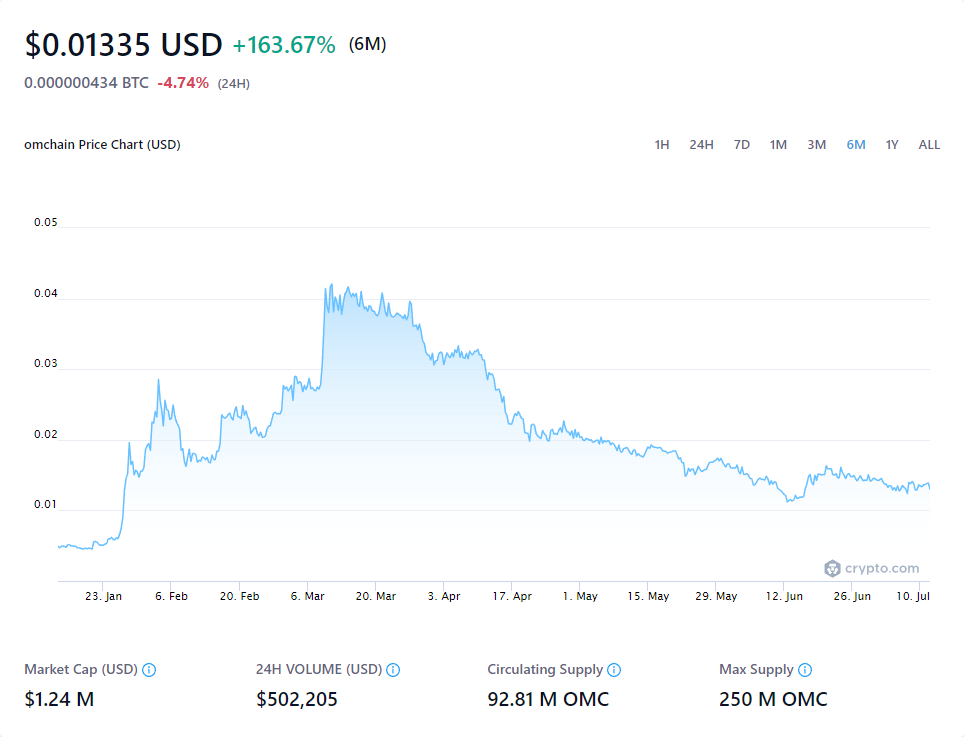 $0.01335 USD +163.67% (6M)
0.000000434 BTC -4.74% (24H)
omchain Price Chart (USD)
1H 24H 7D 1M 3M 6M 1Y ALL
0.05
0.04
0.03
0.02
0.01
crypto.com
23. Jan 6. Feb 20. Feb 6. Mar 20. Mar 3. Apr 17. Apr 1. May 15. May 29. May 12. Jun 26. Jun 10. Jul
Market Cap (USD) 24H VOLUME (USD) Circulating Supply Max Supply
$1.24 M $502,205 92.81 M OMC 250 M OMC